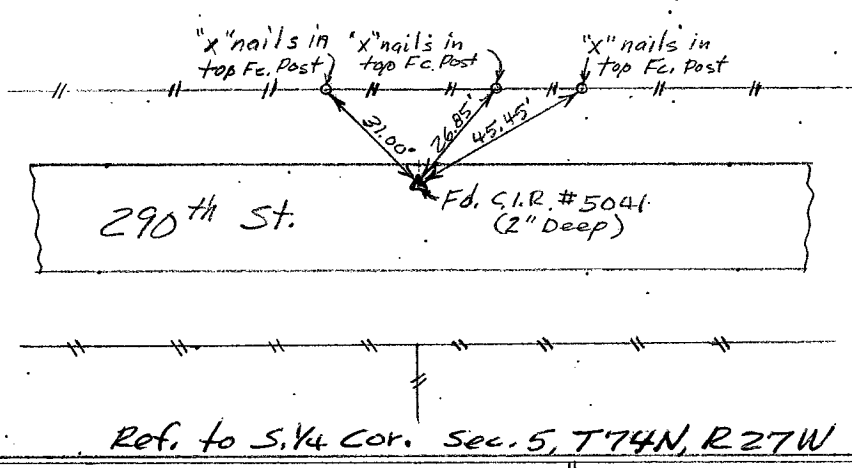 "x" nails in
top Fc. Post
"x" nails in
top Fc. Post
"x" nails in
top Fc. Post
31.00'
26.85'
45.45'
290th St.
Fd. C.I.R. #5041
(2" Deep)
Ref. to S.1/4 Cor. Sec. 5, T74N, R27W